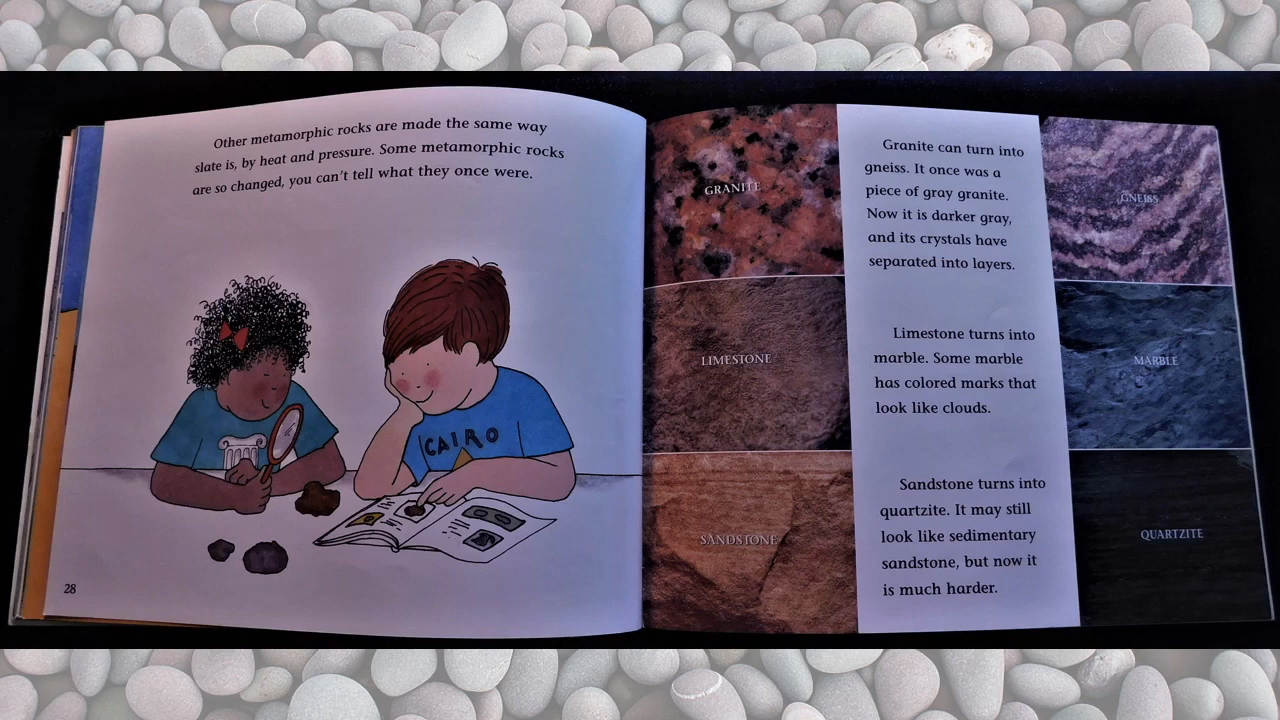 Other metamorphic rocks are made the same way
slate is, by heat and pressure. Some metamorphic rocks
are so changed, you can't tell what they once were.
CAIRO
28
GRANITE
LIMESTONE
SANDSTONE
Granite can turn into
gneiss. It once was a
piece of gray granite.
Now it is darker gray,
and its crystals have
separated into layers.
Limestone turns into
marble. Some marble
has colored marks that
look like clouds.
Sandstone turns into
quartzite. It may still
look like sedimentary
sandstone, but now it
is much harder.
GNEISS
MARBLE
QUARTZITE